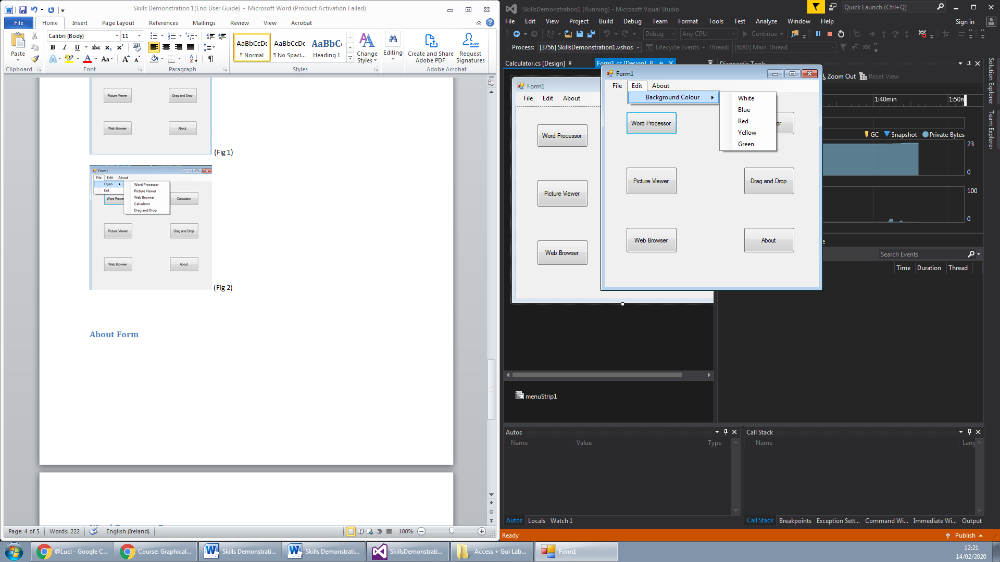 Skills Demonstration 1(End User Guide) - Microsoft Word (Product Activation Failed)
File Home Insert Page Layout References Mailings Review View Acrobat
Calibri (Body) 11
Paste
B I U abc x₂ x²
A ab A Aa A A
AaBbCcDc AaBbCcDc AaBbC
¶ Normal ¶ No Spaci... Heading 1
Change Styles
Editing
Create and Share Adobe PDF
Request Signatures
Clipboard Font Paragraph Styles Adobe Acrobat
Picture Viewer Drag and Drop
Web Browser About
(Fig 1)
Form1
File Edit About
Open
Exit
Word Processor
Picture Viewer
Web Browser
Calculator
Drag and Drop
Calculator
Picture Viewer Drag and Drop
Web Browser About
(Fig 2)
About Form
Page: 4 of 5 Words: 222 English (Ireland) 100%
SkillsDemonstration1 (Running) - Microsoft Visual Studio
Quick Launch (Ctrl+Q)
File Edit View Project Build Debug Team Format Tools Test Analyze Window Help
Sign in
Debug Any CPU Continue
Process: [3756] SkillsDemonstration1.vshos Lifecycle Events Thread: [5080] Main Thread
Calculator.cs [Design] Form1.cs [Design] Diagnostic Tools
Form1
File Edit About
Word Processor
Picture Viewer
Web Browser
menuStrip1
Form1
File Edit About
Background Colour
White
Blue
Red
Yellow
Green
Word Processor
Picture Viewer Drag and Drop
Web Browser About
Zoom Out Reset View
1:40min 1:50m
GC Snapshot Private Bytes
23
0
100
0
Search Events
Time Duration Thread
Solution Explorer
Team Explorer
Autos
Name Value Type
Autos Locals Watch 1
Call Stack
Name Lang
Call Stack Breakpoints Exception Sett... Command Wi... Immediate Wi... Output
Ready Publish
@Luci - Google C... Course: Graphical... Skills Demonstrati... Skills Demonstrati... SkillsDemonstrati... Access + Gui Lab... Form1
12:21
14/02/2020